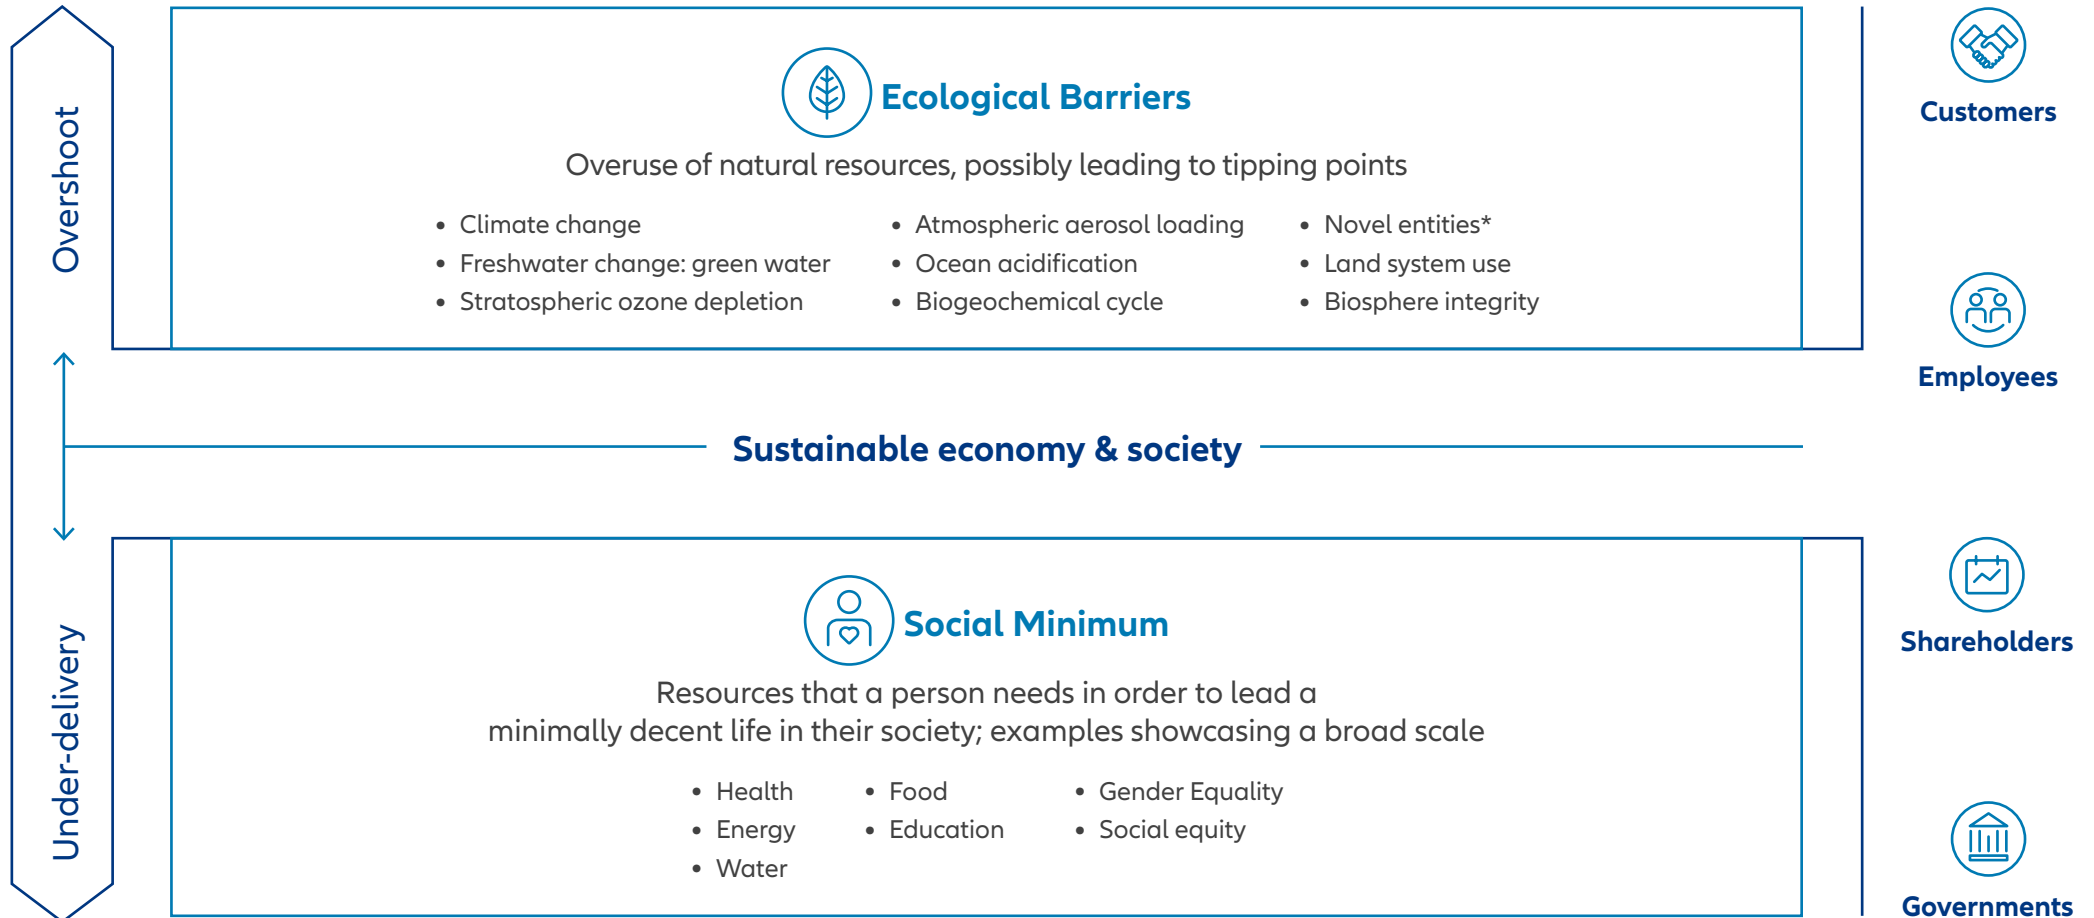 Overshoot
Ecological Barriers
Overuse of natural resources, possibly leading to tipping points
• Climate change
• Freshwater change: green water
• Stratospheric ozone depletion
• Atmospheric aerosol loading
• Ocean acidification
• Biogeochemical cycle
• Novel entities*
• Land system use
• Biosphere integrity
Sustainable economy & society
Under-delivery
Social Minimum
Resources that a person needs in order to lead a
minimally decent life in their society; examples showcasing a broad scale
• Health
• Energy
• Water
• Food
• Education
• Gender Equality
• Social equity
Customers
Employees
Shareholders
Governments